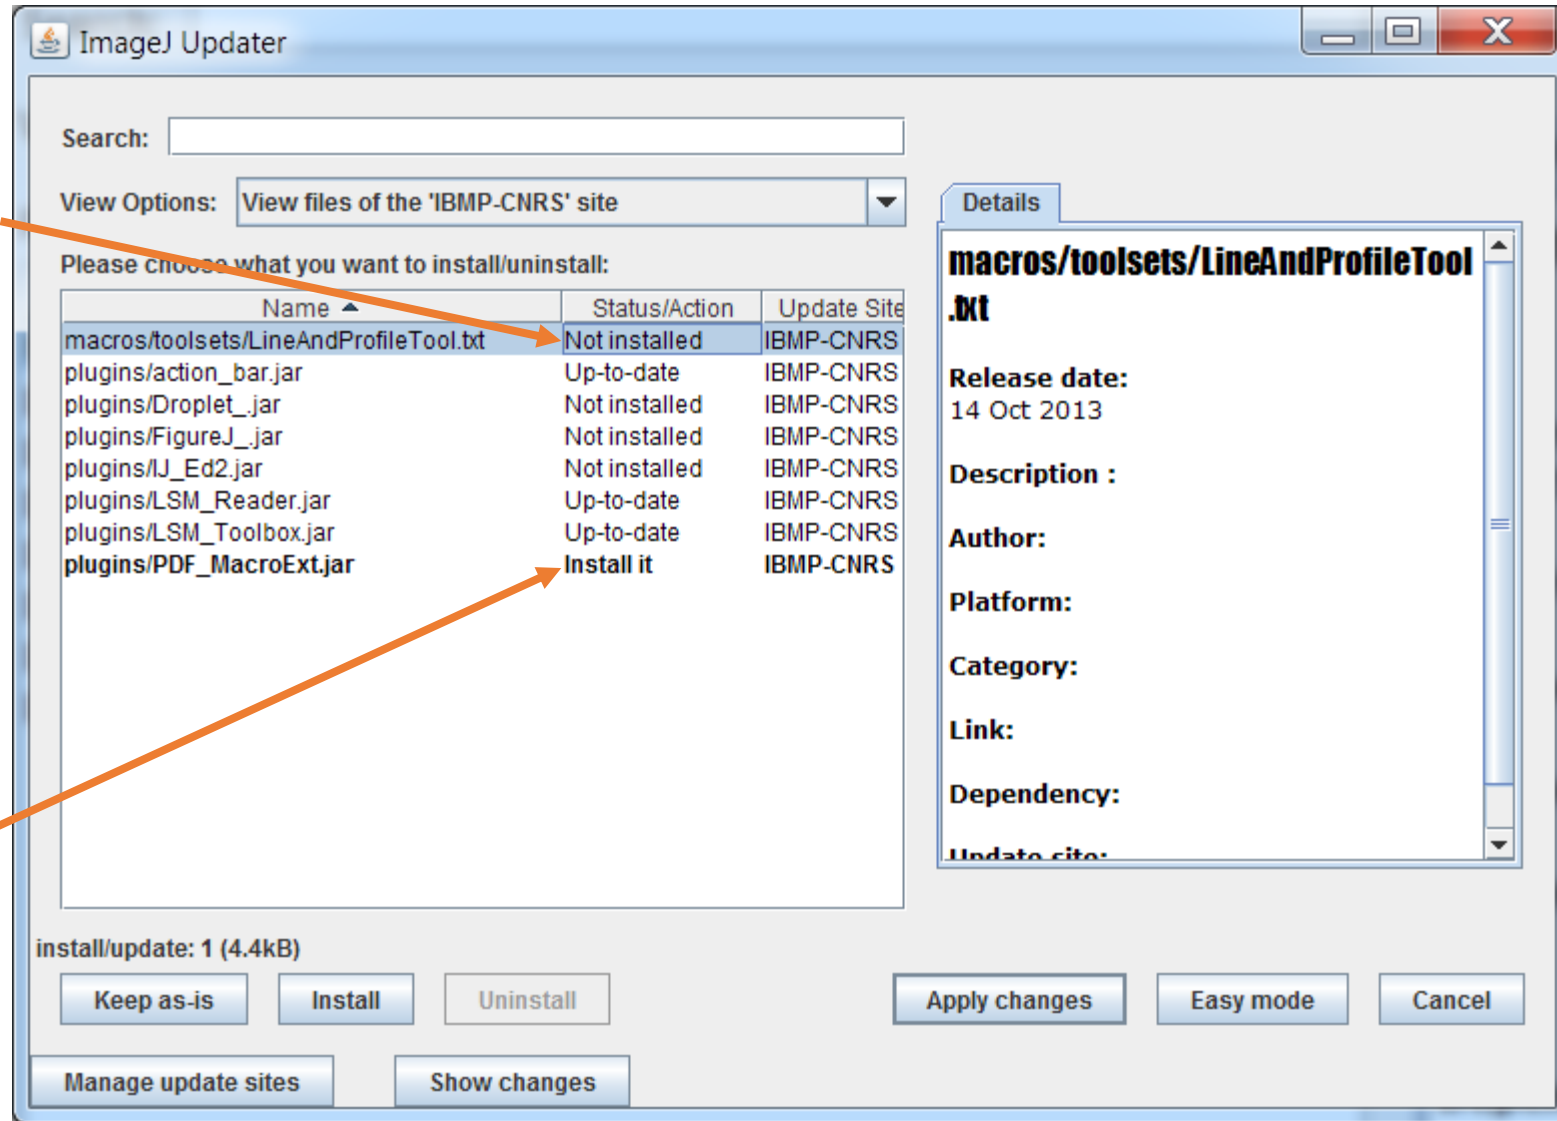 ImageJ Updater
Search:
View Options: View files of the 'IBMP-CNRS' site
Please choose what you want to install/uninstall:
Name Status/Action Update Site
macros/toolsets/LineAndProfileTool.txt Not installed IBMP-CNRS
plugins/action_bar.jar Up-to-date IBMP-CNRS
plugins/Droplet_.jar Not installed IBMP-CNRS
plugins/FigureJ_.jar Not installed IBMP-CNRS
plugins/IJ_Ed2.jar Not installed IBMP-CNRS
plugins/LSM_Reader.jar Up-to-date IBMP-CNRS
plugins/LSM_Toolbox.jar Up-to-date IBMP-CNRS
plugins/PDF_MacroExt.jar Install it IBMP-CNRS
Details
macros/toolsets/LineAndProfileTool
.txt
Release date:
14 Oct 2013
Description :
Author:
Platform:
Category:
Link:
Dependency:
Update site:
install/update: 1 (4.4kB)
Keep as-is Install Uninstall Apply changes Easy mode Cancel
Manage update sites Show changes